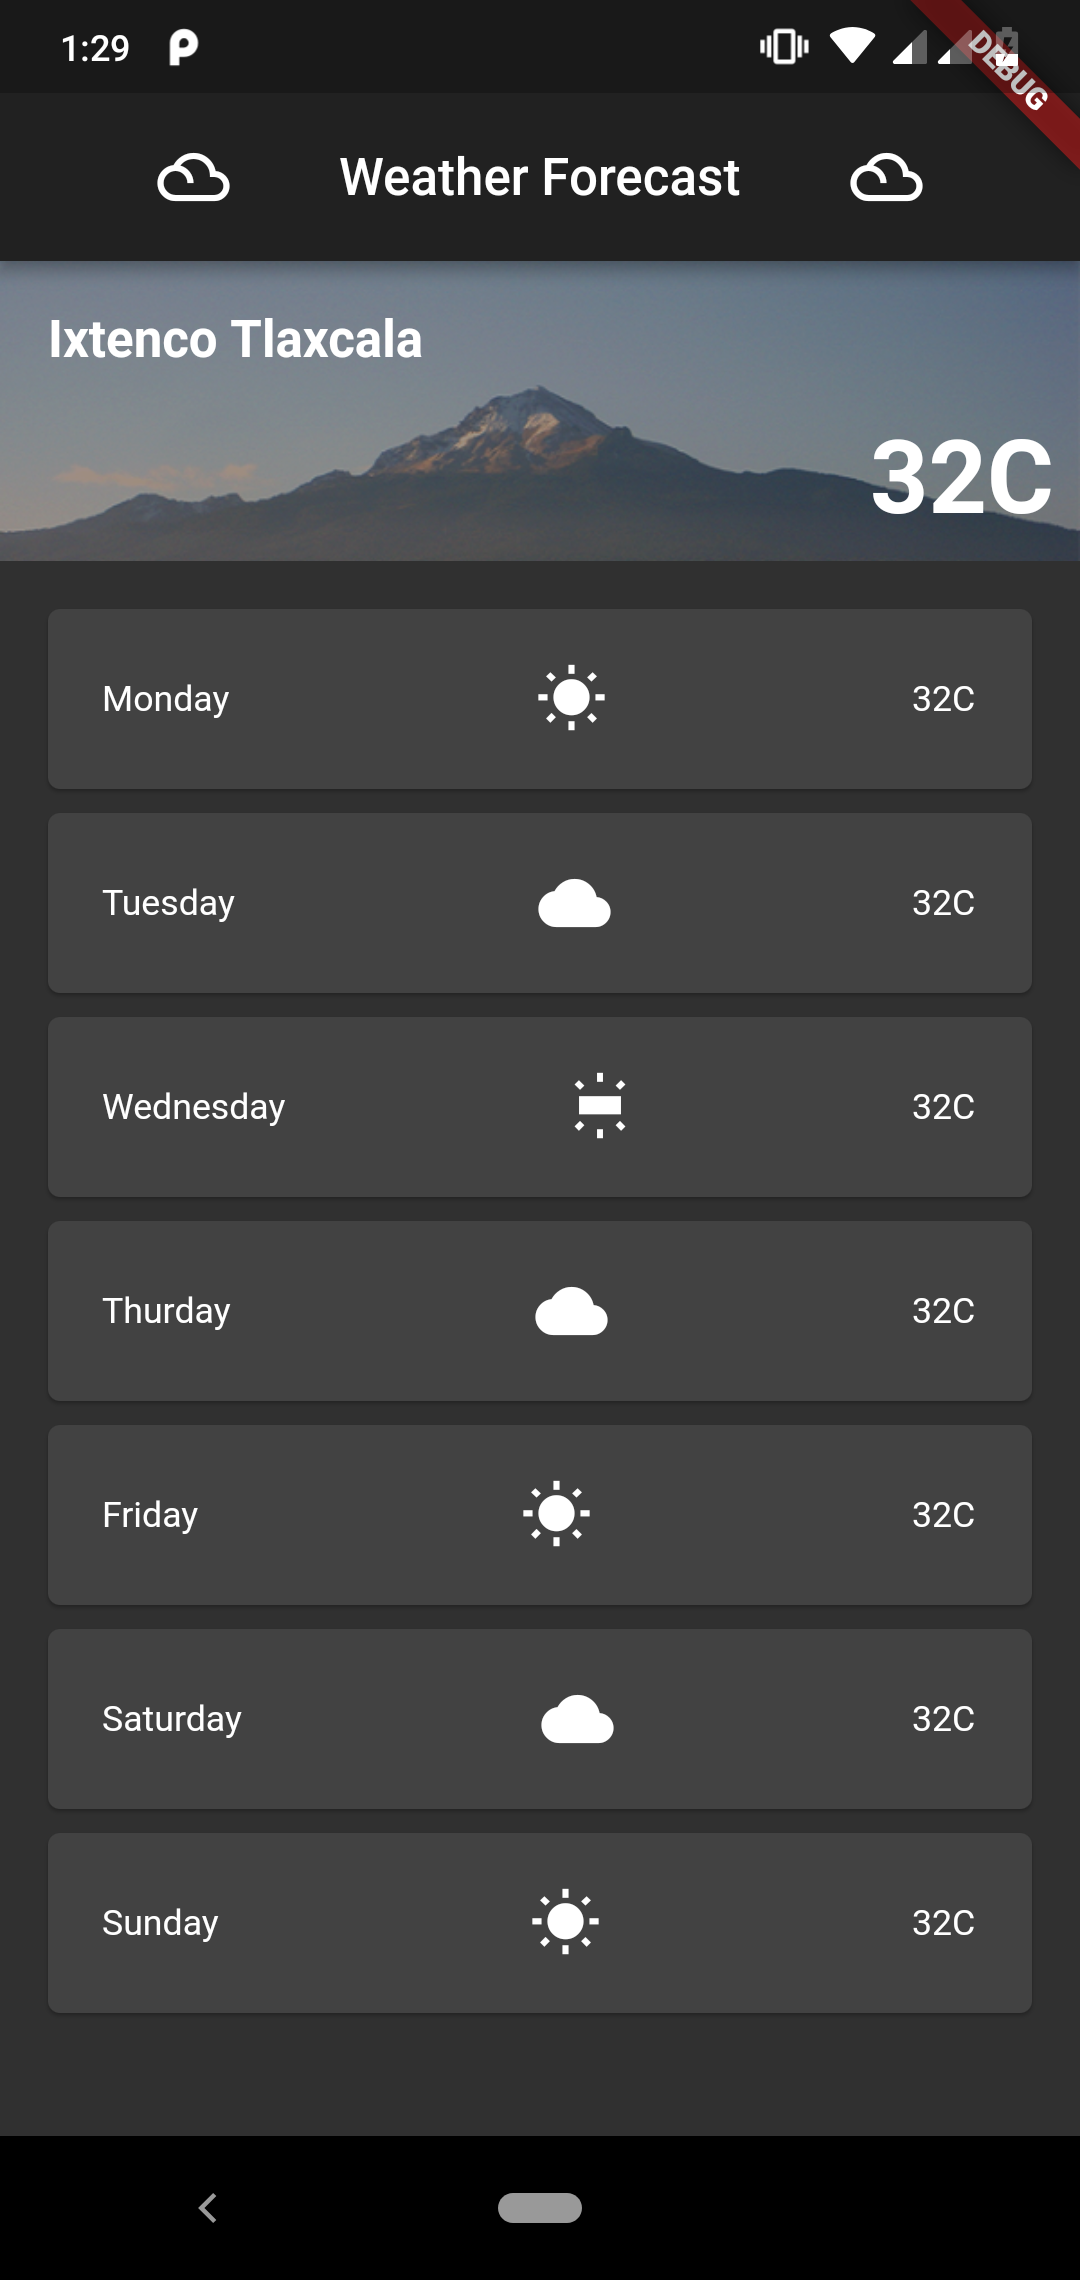 1:29
DEBUG
Weather Forecast
Ixtenco Tlaxcala
32C
Monday 32C
Tuesday 32C
Wednesday 32C
Thurday 32C
Friday 32C
Saturday 32C
Sunday 32C